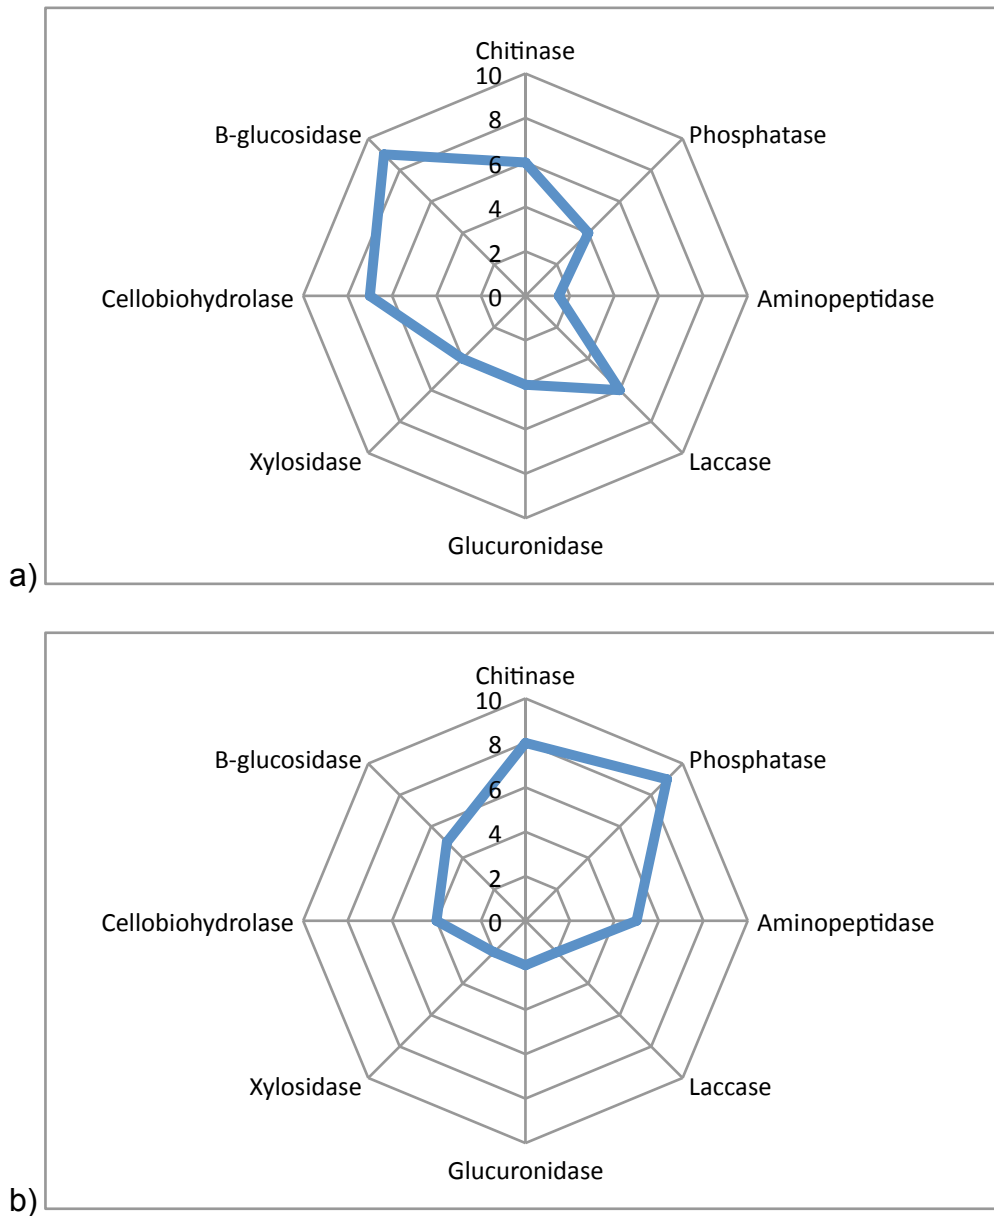 Chitinase
10
B-glucosidase
Phosphatase
8
6
4
2
Cellobiohydrolase
0
Aminopeptidase
Xylosidase
Laccase
Glucuronidase
a)
Chitinase
10
B-glucosidase
Phosphatase
8
6
4
2
Cellobiohydrolase
0
Aminopeptidase
Xylosidase
Laccase
Glucuronidase
b)